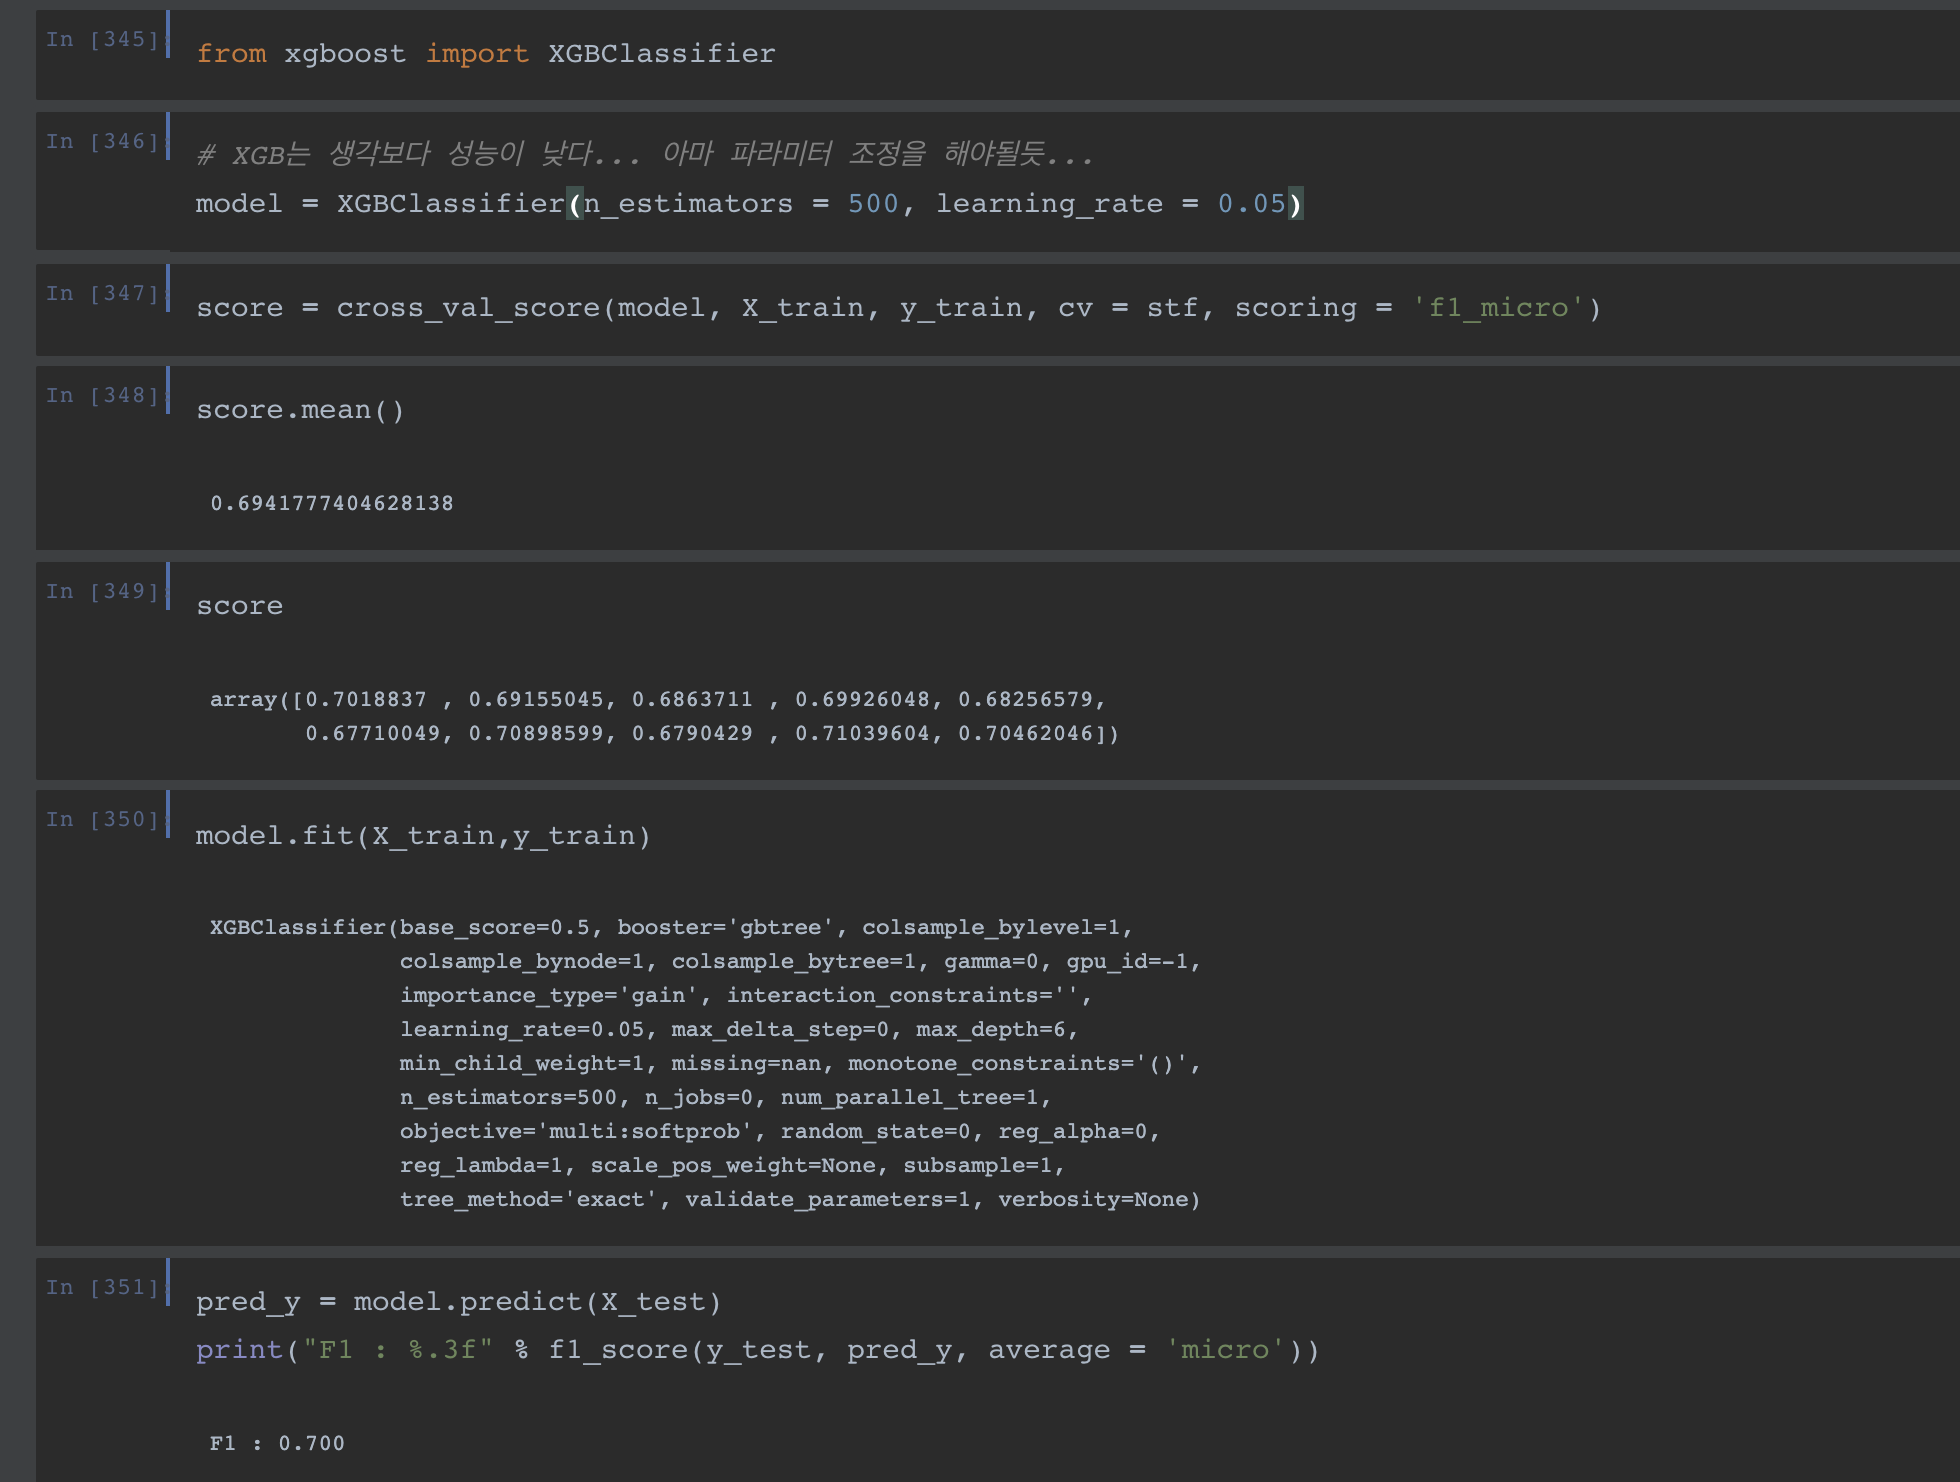 In [345]:
from xgboost import XGBClassifier
In [346]:
# XGB는 생각보다 성능이 낮다... 아마 파라미터 조정을 해야될듯...
model = XGBClassifier(n_estimators = 500, learning_rate = 0.05)
In [347]:
score = cross_val_score(model, X_train, y_train, cv = stf, scoring = 'f1_micro')
In [348]:
score.mean()
0.6941777404628138
In [349]:
score
array([0.7018837 , 0.69155045, 0.6863711 , 0.69926048, 0.68256579,
0.67710049, 0.70898599, 0.6790429 , 0.71039604, 0.70462046])
In [350]:
model.fit(X_train,y_train)
XGBClassifier(base_score=0.5, booster='gbtree', colsample_bylevel=1,
colsample_bynode=1, colsample_bytree=1, gamma=0, gpu_id=-1,
importance_type='gain', interaction_constraints='',
learning_rate=0.05, max_delta_step=0, max_depth=6,
min_child_weight=1, missing=nan, monotone_constraints='()',
n_estimators=500, n_jobs=0, num_parallel_tree=1,
objective='multi:softprob', random_state=0, reg_alpha=0,
reg_lambda=1, scale_pos_weight=None, subsample=1,
tree_method='exact', validate_parameters=1, verbosity=None)
In [351]:
pred_y = model.predict(X_test)
print("F1 : %.3f" % f1_score(y_test, pred_y, average = 'micro'))
F1 : 0.700